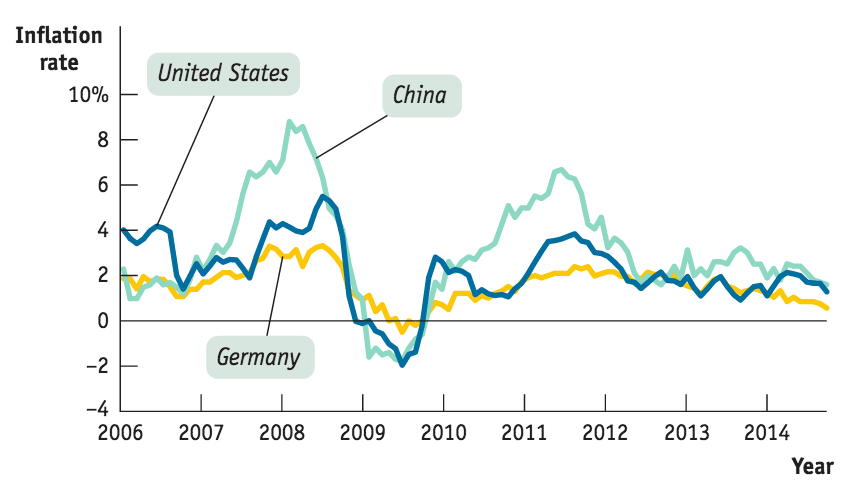 Inflation
rate
United States
China
10%
8
6
4
2
0
Germany
–2
–4
2006 2007 2008 2009 2010 2011 2012 2013 2014
Year